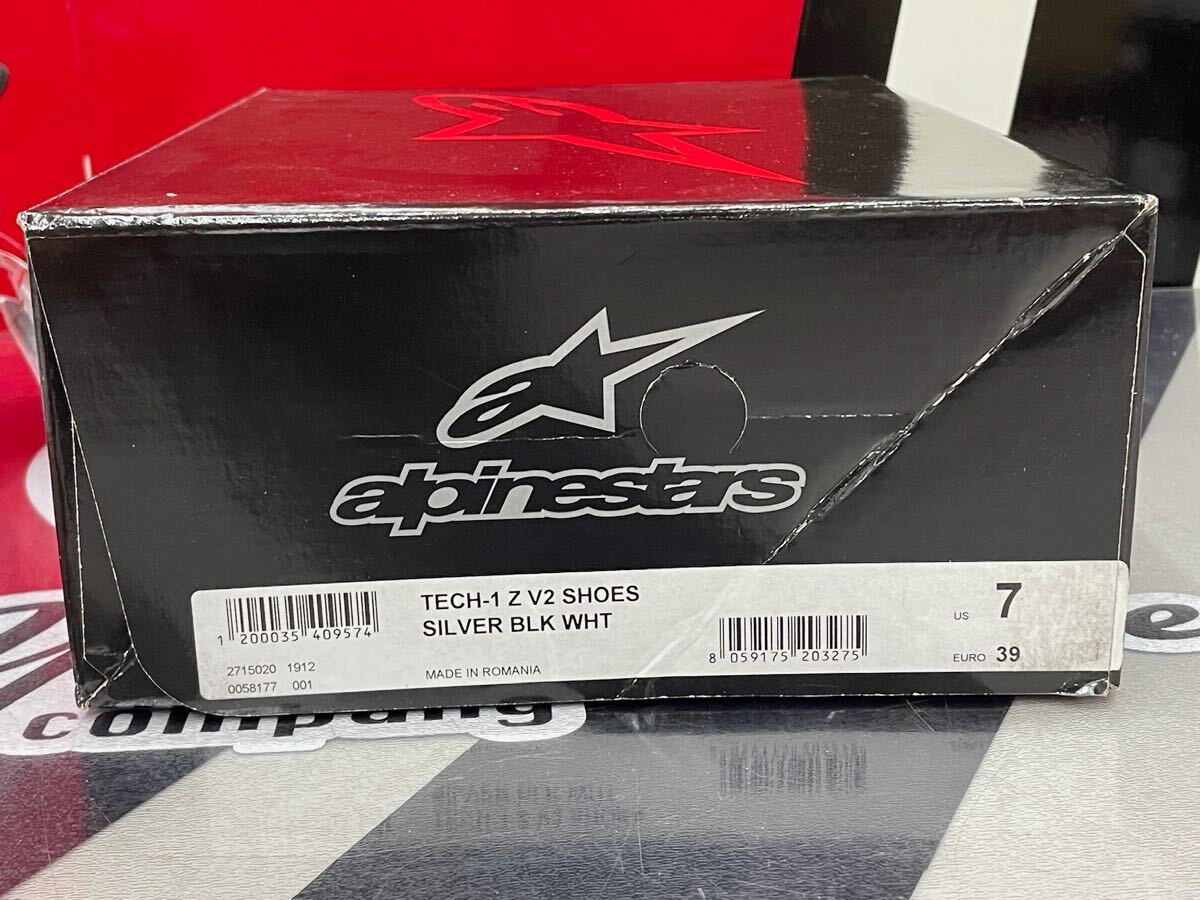 alpinestars
TECH-1 Z V2 SHOES
SILVER BLK WHT
MADE IN ROMANIA
1 200035 409574
2715020 1912
0058177 001
8 059175 203275
US 7
EURO 39
company
e